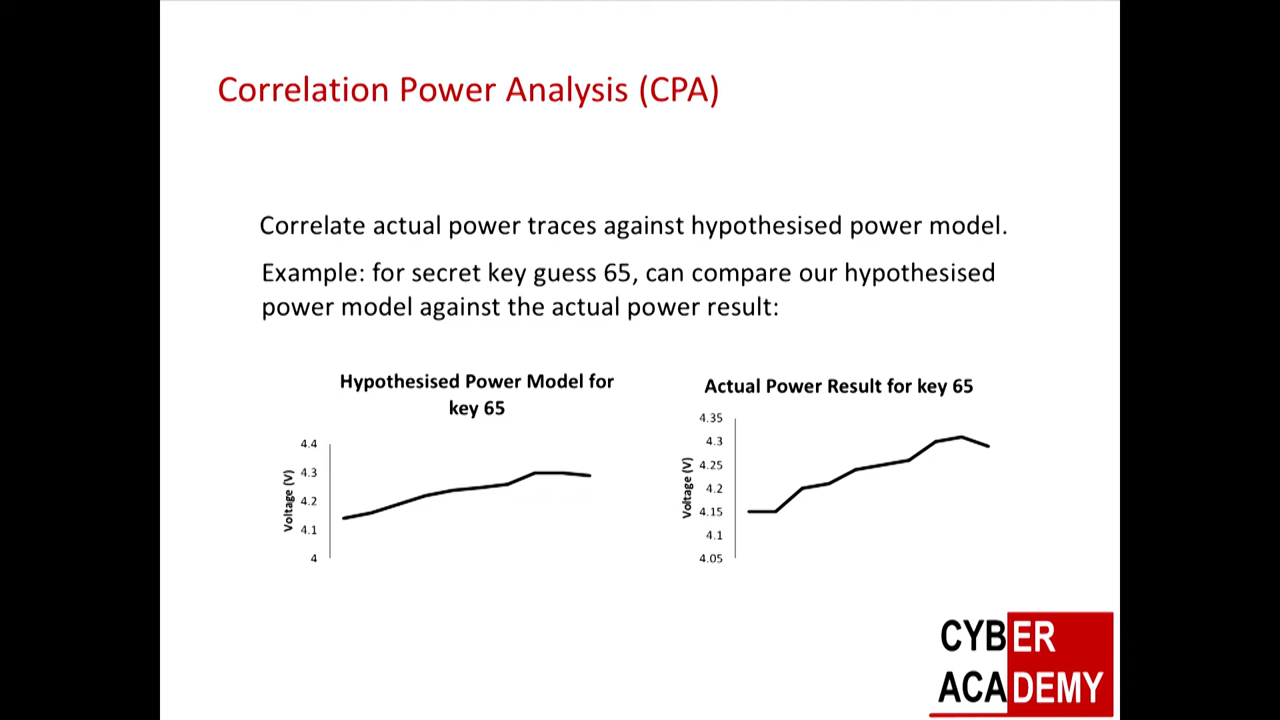 Correlation Power Analysis (CPA)
Correlate actual power traces against hypothesised power model.
Example: for secret key guess 65, can compare our hypothesised
power model against the actual power result:
Hypothesised Power Model for
key 65
4.4
4.3
4.2
4.1
4
Voltage (V)
Actual Power Result for key 65
4.35
4.3
4.25
4.2
4.15
4.1
4.05
Voltage (V)
CYBER
ACADEMY